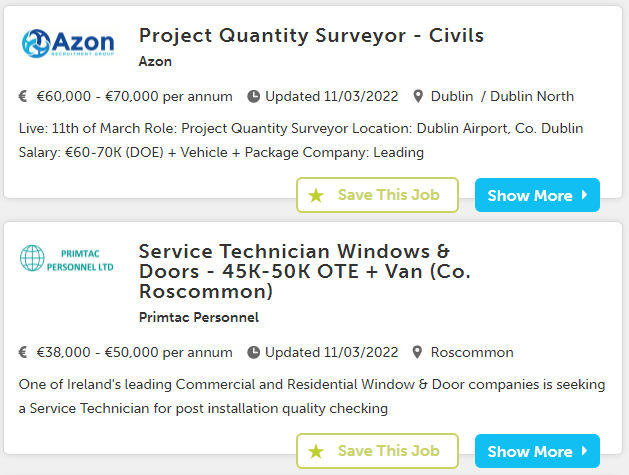 Azon
RECRUITMENT GROUP
Project Quantity Surveyor - Civils
Azon
€ €60,000 - €70,000 per annum Updated 11/03/2022 Dublin / Dublin North
Live: 11th of March Role: Project Quantity Surveyor Location: Dublin Airport, Co. Dublin
Salary: €60-70K (DOE) + Vehicle + Package Company: Leading
Save This Job Show More
PRIMTAC
PERSONNEL LTD
Service Technician Windows &
Doors - 45K-50K OTE + Van (Co.
Roscommon)
Primtac Personnel
€ €38,000 - €50,000 per annum Updated 11/03/2022 Roscommon
One of Ireland's leading Commercial and Residential Window & Door companies is seeking
a Service Technician for post installation quality checking
Save This Job Show More